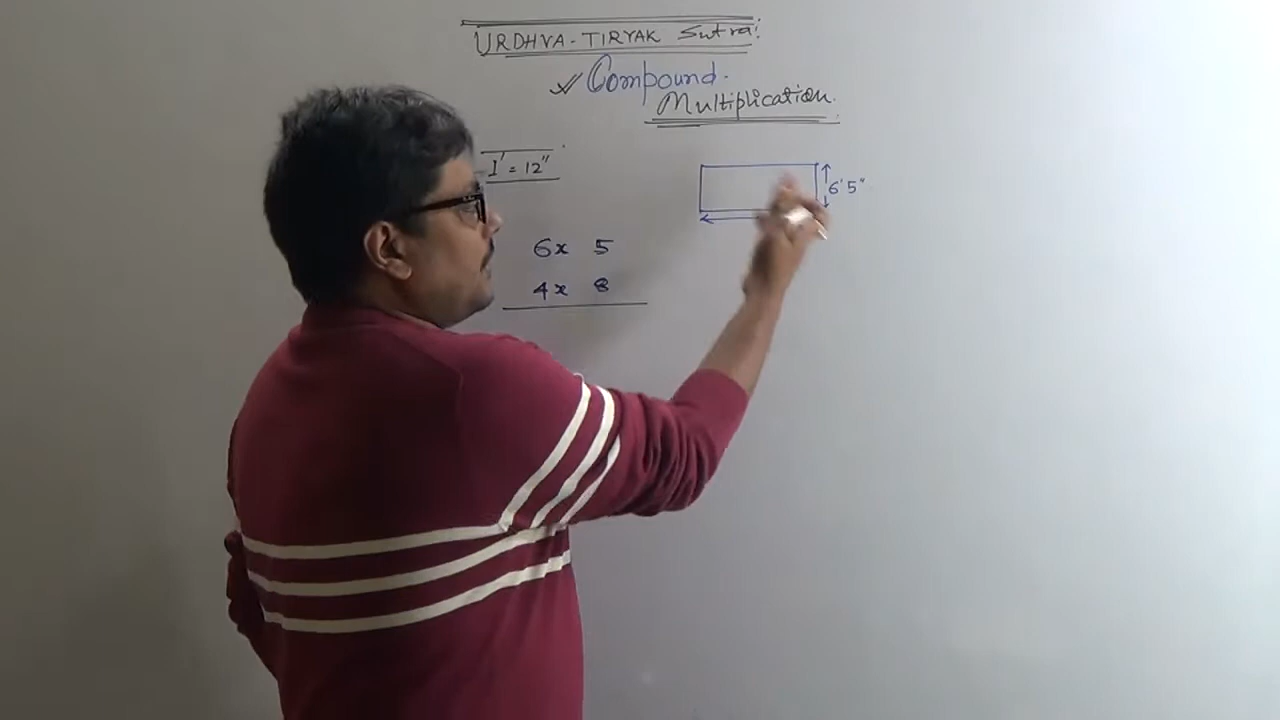 URDHVA-TIRYAK Sutra:
✓ Compound.
Multiplication.
1' = 12"
6' 5"
6x 5
4x 8